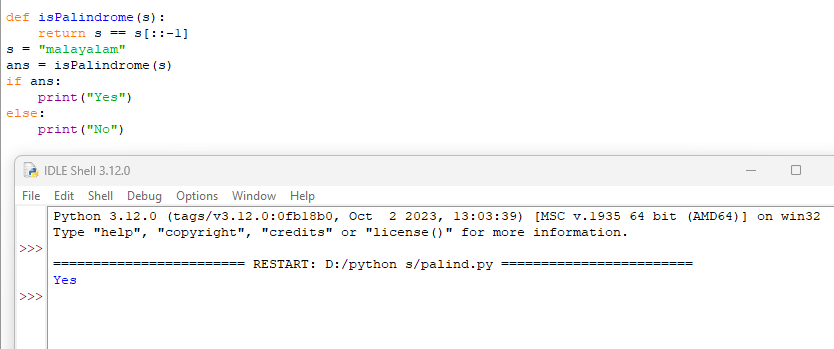 def isPalindrome(s):
    return s == s[::-1]
s = "malayalam"
ans = isPalindrome(s)
if ans:
    print("Yes")
else:
    print("No")
IDLE Shell 3.12.0
File Edit Shell Debug Options Window Help
Python 3.12.0 (tags/v3.12.0:0fb18b0, Oct  2 2023, 13:03:39) [MSC v.1935 64 bit (AMD64)] on win32
Type "help", "copyright", "credits" or "license()" for more information.
>>>
======================== RESTART: D:/python s/palind.py ========================
Yes
>>>